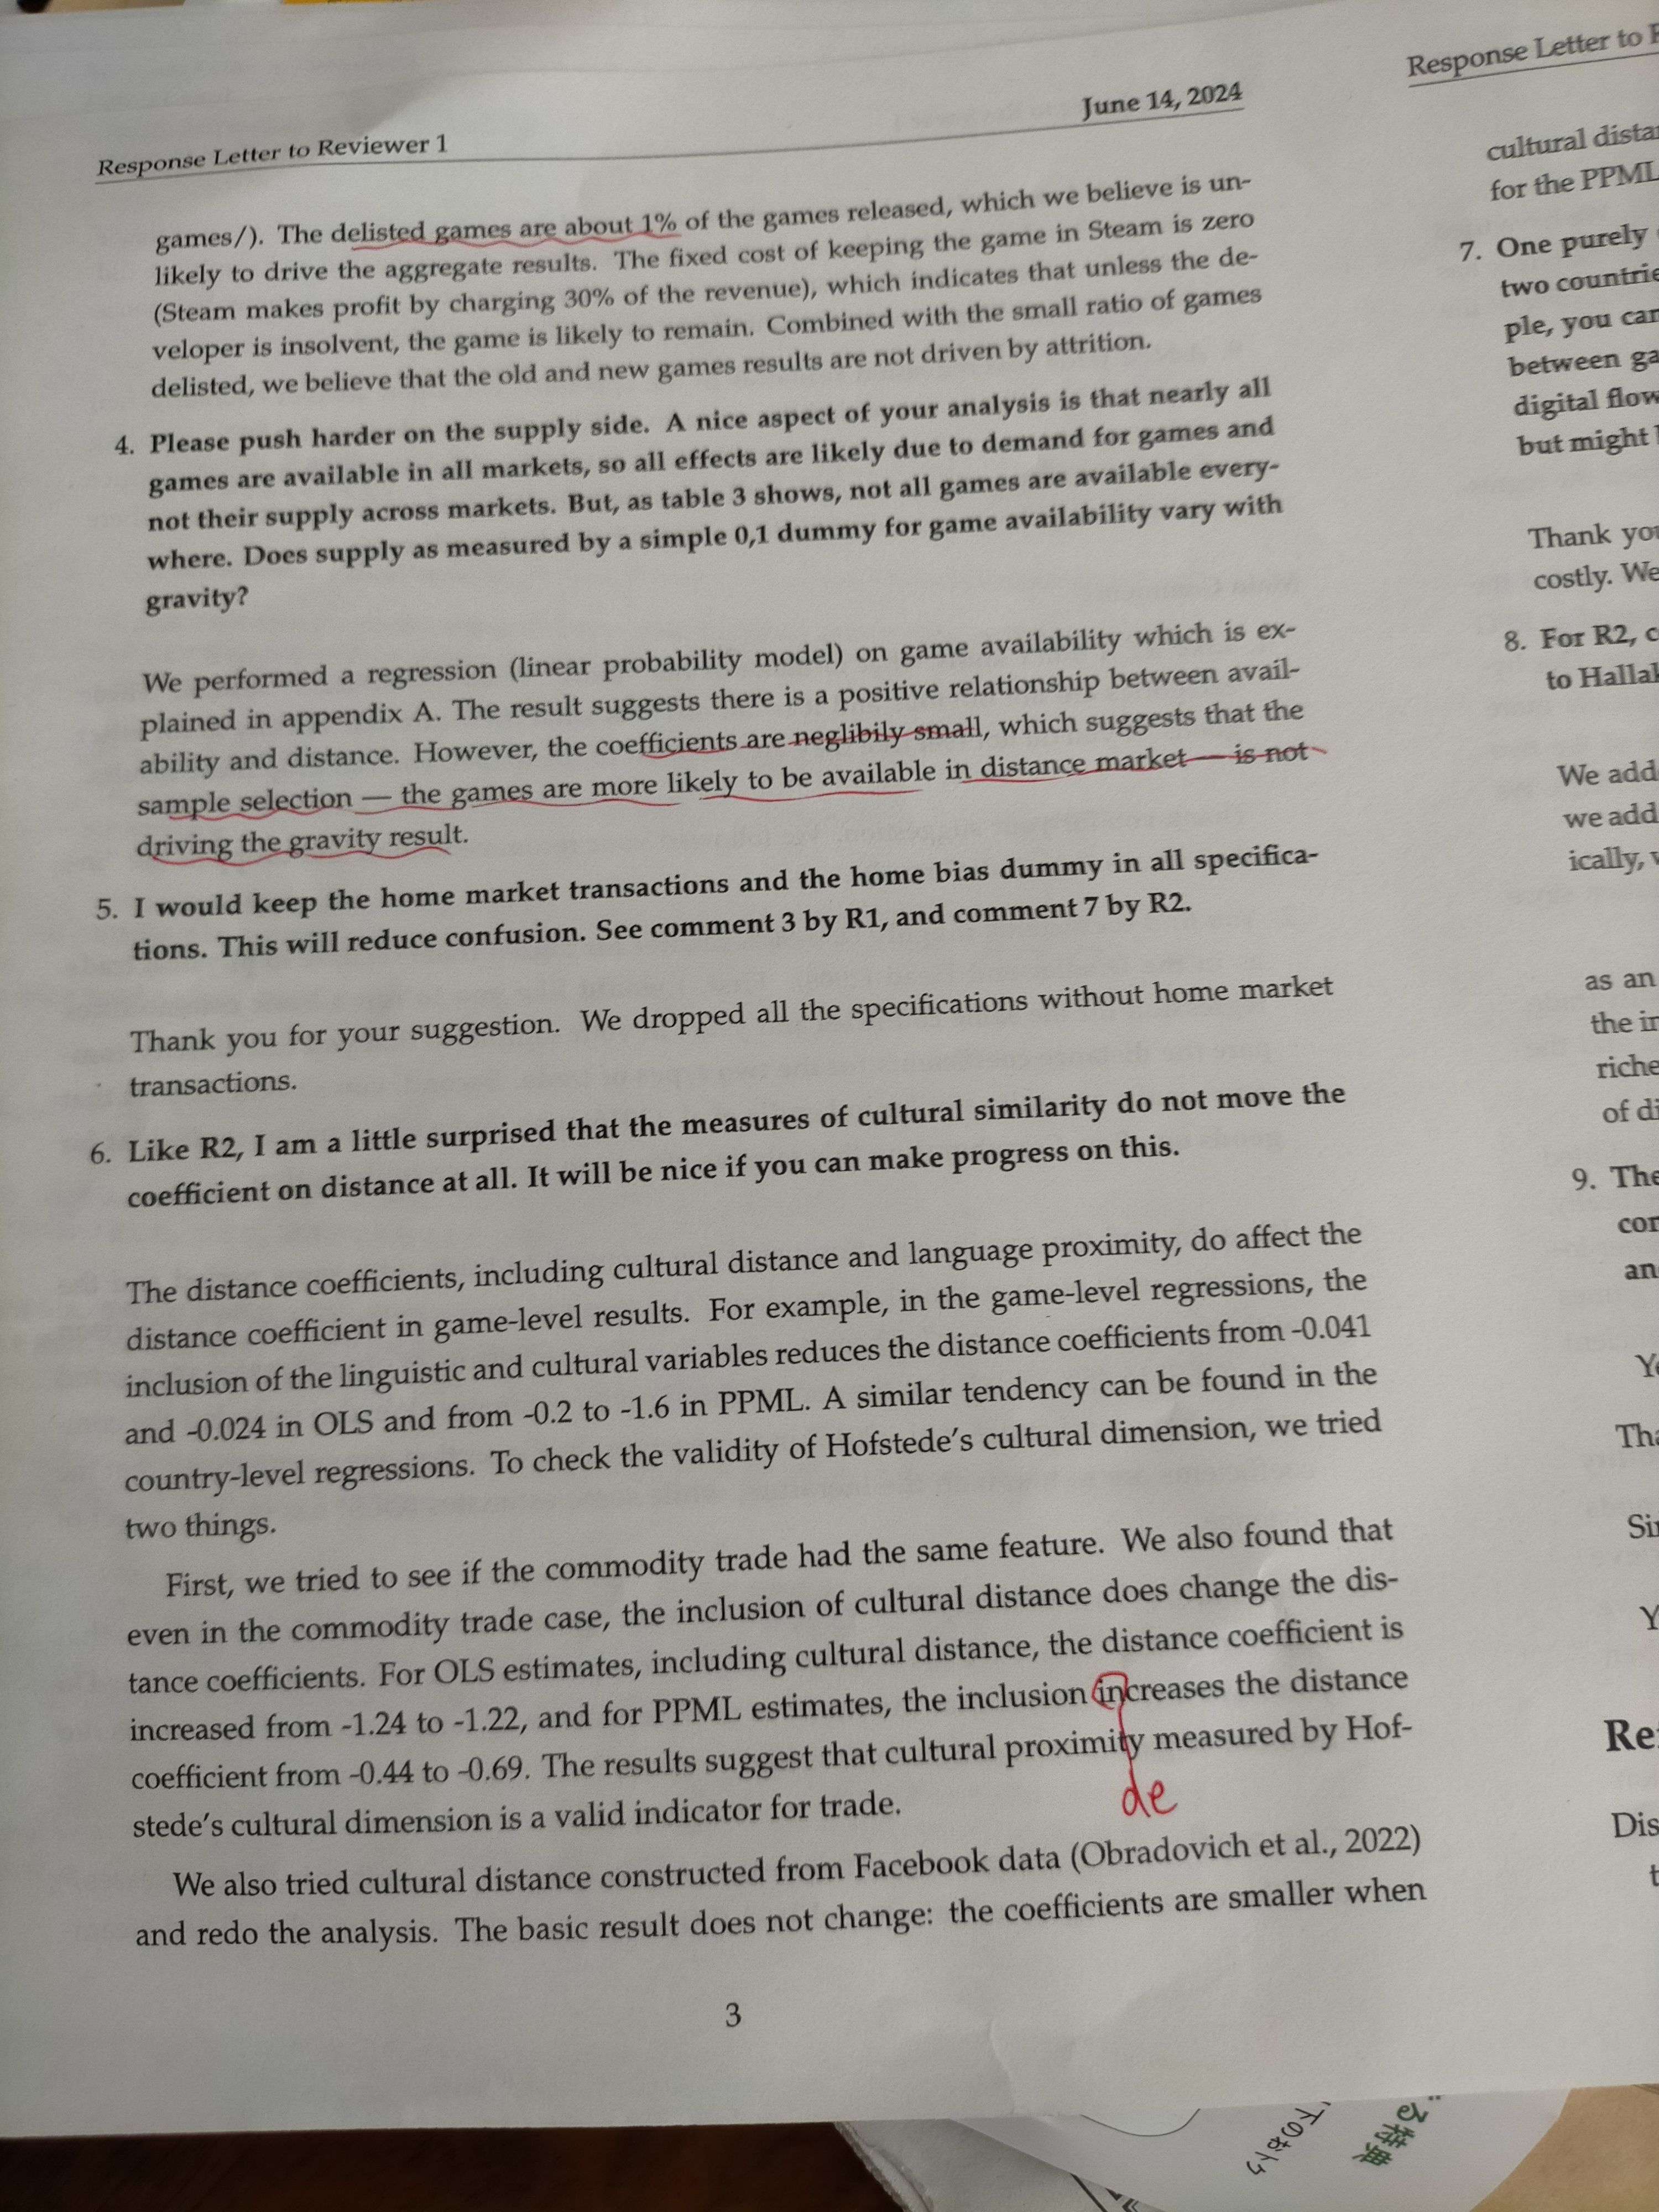 Response Letter to Reviewer 1
June 14, 2024
games/). The delisted games are about 1% of the games released, which we believe is un-
likely to drive the aggregate results. The fixed cost of keeping the game in Steam is zero
(Steam makes profit by charging 30% of the revenue), which indicates that unless the de-
veloper is insolvent, the game is likely to remain. Combined with the small ratio of games
delisted, we believe that the old and new games results are not driven by attrition.
4. Please push harder on the supply side. A nice aspect of your analysis is that nearly all
games are available in all markets, so all effects are likely due to demand for games and
not their supply across markets. But, as table 3 shows, not all games are available every-
where. Does supply as measured by a simple 0,1 dummy for game availability vary with
gravity?
We performed a regression (linear probability model) on game availability which is ex-
plained in appendix A. The result suggests there is a positive relationship between avail-
ability and distance. However, the coefficients are neglibily small, which suggests that the
sample selection — the games are more likely to be available in distance market — is not
driving the gravity result.
5. I would keep the home market transactions and the home bias dummy in all specifica-
tions. This will reduce confusion. See comment 3 by R1, and comment 7 by R2.
Thank you for your suggestion. We dropped all the specifications without home market
transactions.
6. Like R2, I am a little surprised that the measures of cultural similarity do not move the
coefficient on distance at all. It will be nice if you can make progress on this.
The distance coefficients, including cultural distance and language proximity, do affect the
distance coefficient in game-level results. For example, in the game-level regressions, the
inclusion of the linguistic and cultural variables reduces the distance coefficients from -0.041
and -0.024 in OLS and from -0.2 to -1.6 in PPML. A similar tendency can be found in the
country-level regressions. To check the validity of Hofstede's cultural dimension, we tried
two things.
First, we tried to see if the commodity trade had the same feature. We also found that
even in the commodity trade case, the inclusion of cultural distance does change the dis-
tance coefficients. For OLS estimates, including cultural distance, the distance coefficient is
increased from -1.24 to -1.22, and for PPML estimates, the inclusion increases the distance
coefficient from -0.44 to -0.69. The results suggest that cultural proximity measured by Hof-
de
stede's cultural dimension is a valid indicator for trade.
We also tried cultural distance constructed from Facebook data (Obradovich et al., 2022)
and redo the analysis. The basic result does not change: the coefficients are smaller when
3
Response Letter to
cultural
for the PPML
7. One purely
two
ple, you
between
digital
but might
Thank
costly. We
8. For R2,
to
We add
we add
ically,
as an
the
of
9.